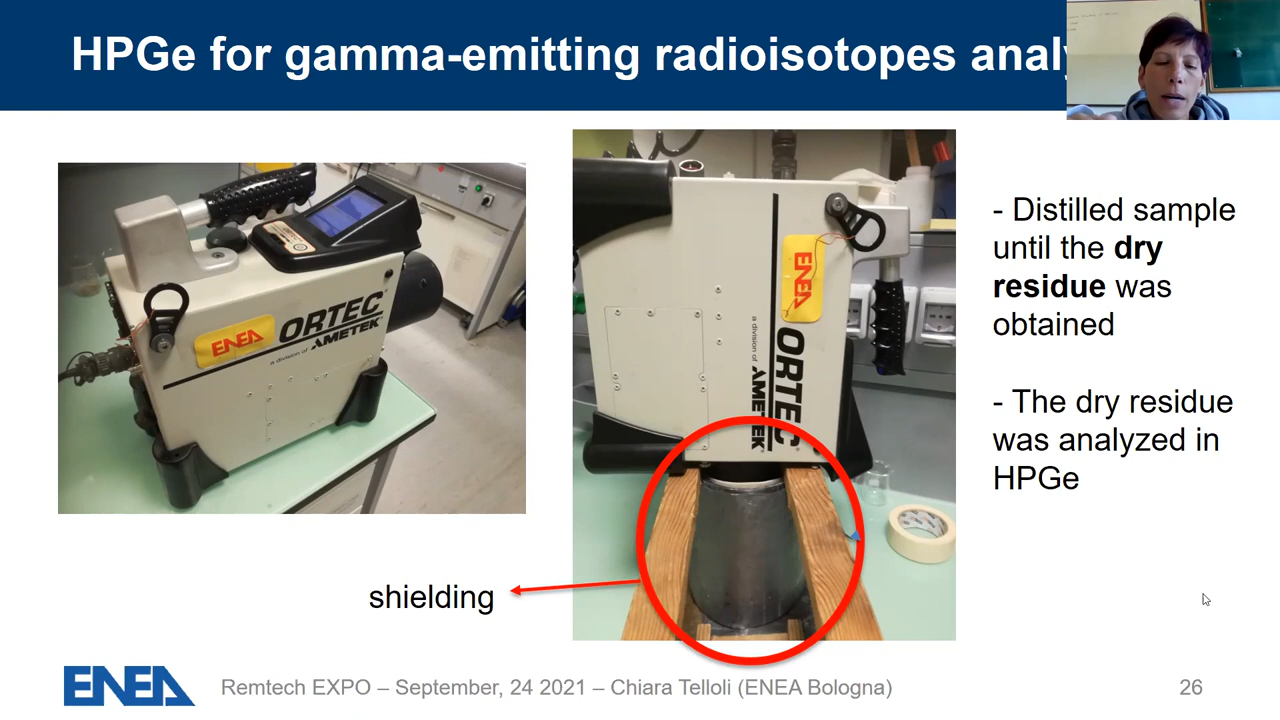 HPGe for gamma-emitting radioisotopes analy
ENEA
ORTEC
a division of AMETEK
ENEA
ORTEC
a division of AMETEK
- Distilled sample
until the dry
residue was
obtained
- The dry residue
was analyzed in
HPGe
shielding
ENEA
Remtech EXPO – September, 24 2021 – Chiara Telloli (ENEA Bologna)
26